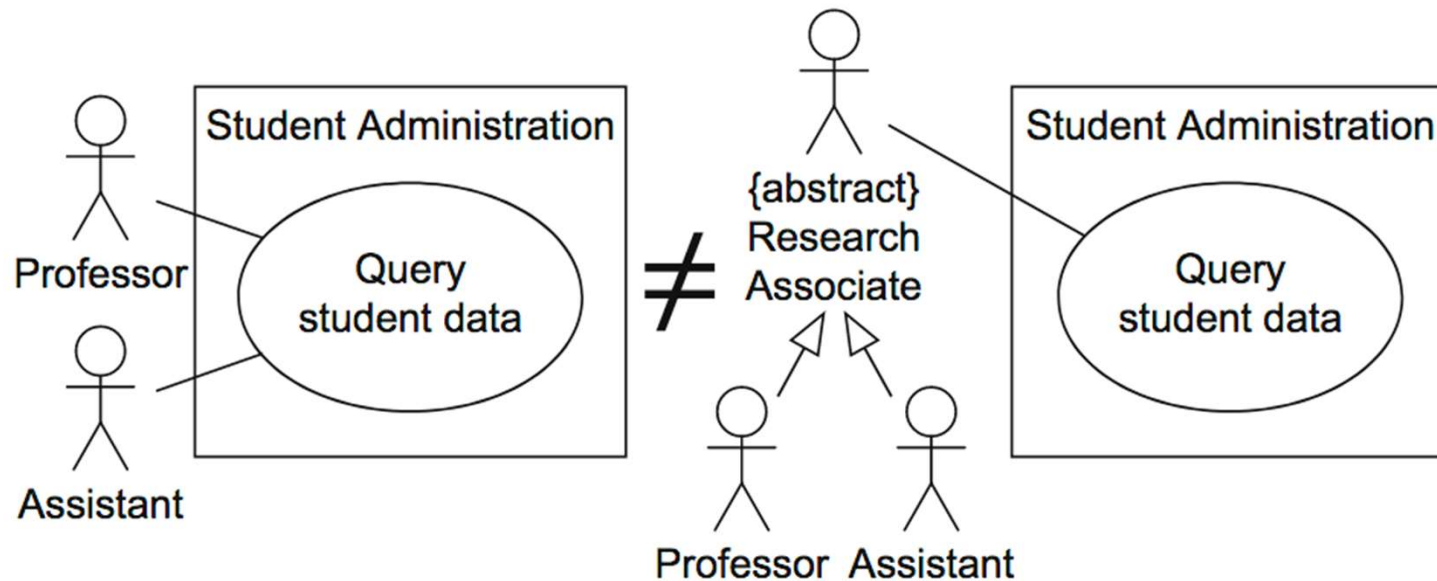 Student Administration
Query
student data
Professor
Assistant
≠
{abstract}
Research
Associate
Professor
Assistant
Student Administration
Query
student data